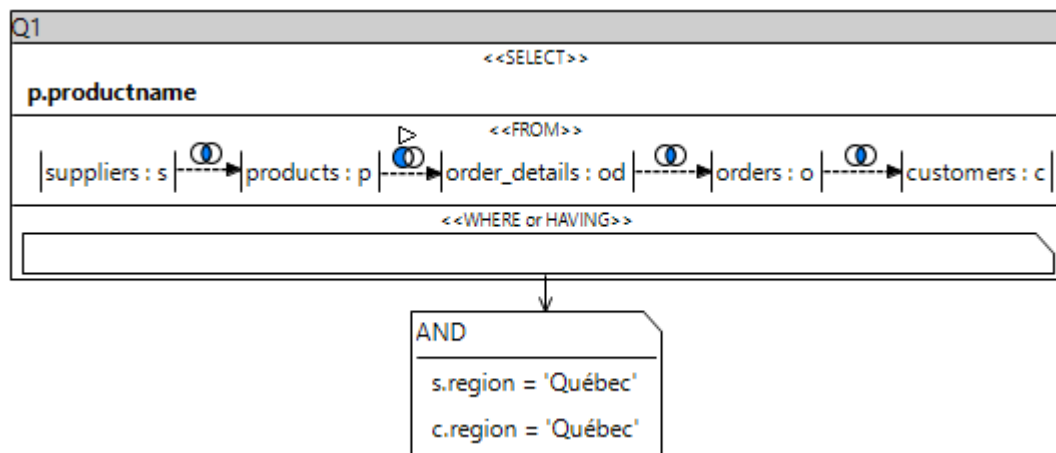 Q1
<<SELECT>>
p.productname
<<FROM>>
suppliers : s products : p order_details : od orders : o customers : c
<<WHERE or HAVING>>
AND
s.region = 'Québec'
c.region = 'Québec'